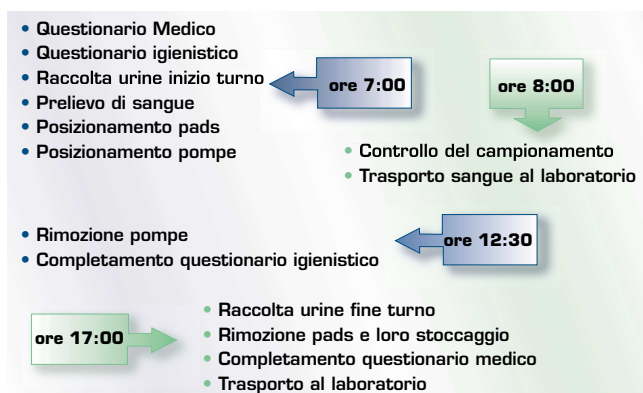 • Questionario Medico
• Questionario igienistico
• Raccolta urine inizio turno
• Prelievo di sangue
• Posizionamento pads
• Posizionamento pompe
ore 7:00
ore 8:00
• Controllo del campionamento
• Trasporto sangue al laboratorio
• Rimozione pompe
• Completamento questionario igienistico
ore 12:30
ore 17:00
• Raccolta urine fine turno
• Rimozione pads e loro stoccaggio
• Completamento questionario medico
• Trasporto al laboratorio